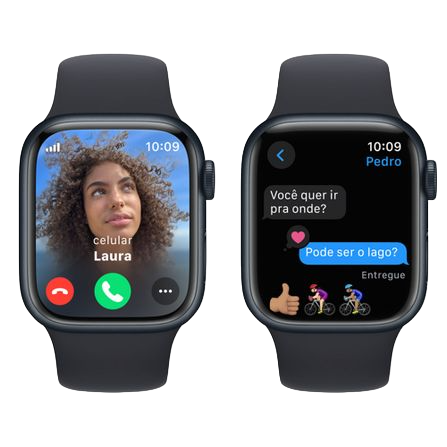 10:09
celular
Laura
10:09
Pedro
Você quer ir
pra onde?
Pode ser o lago?
Entregue